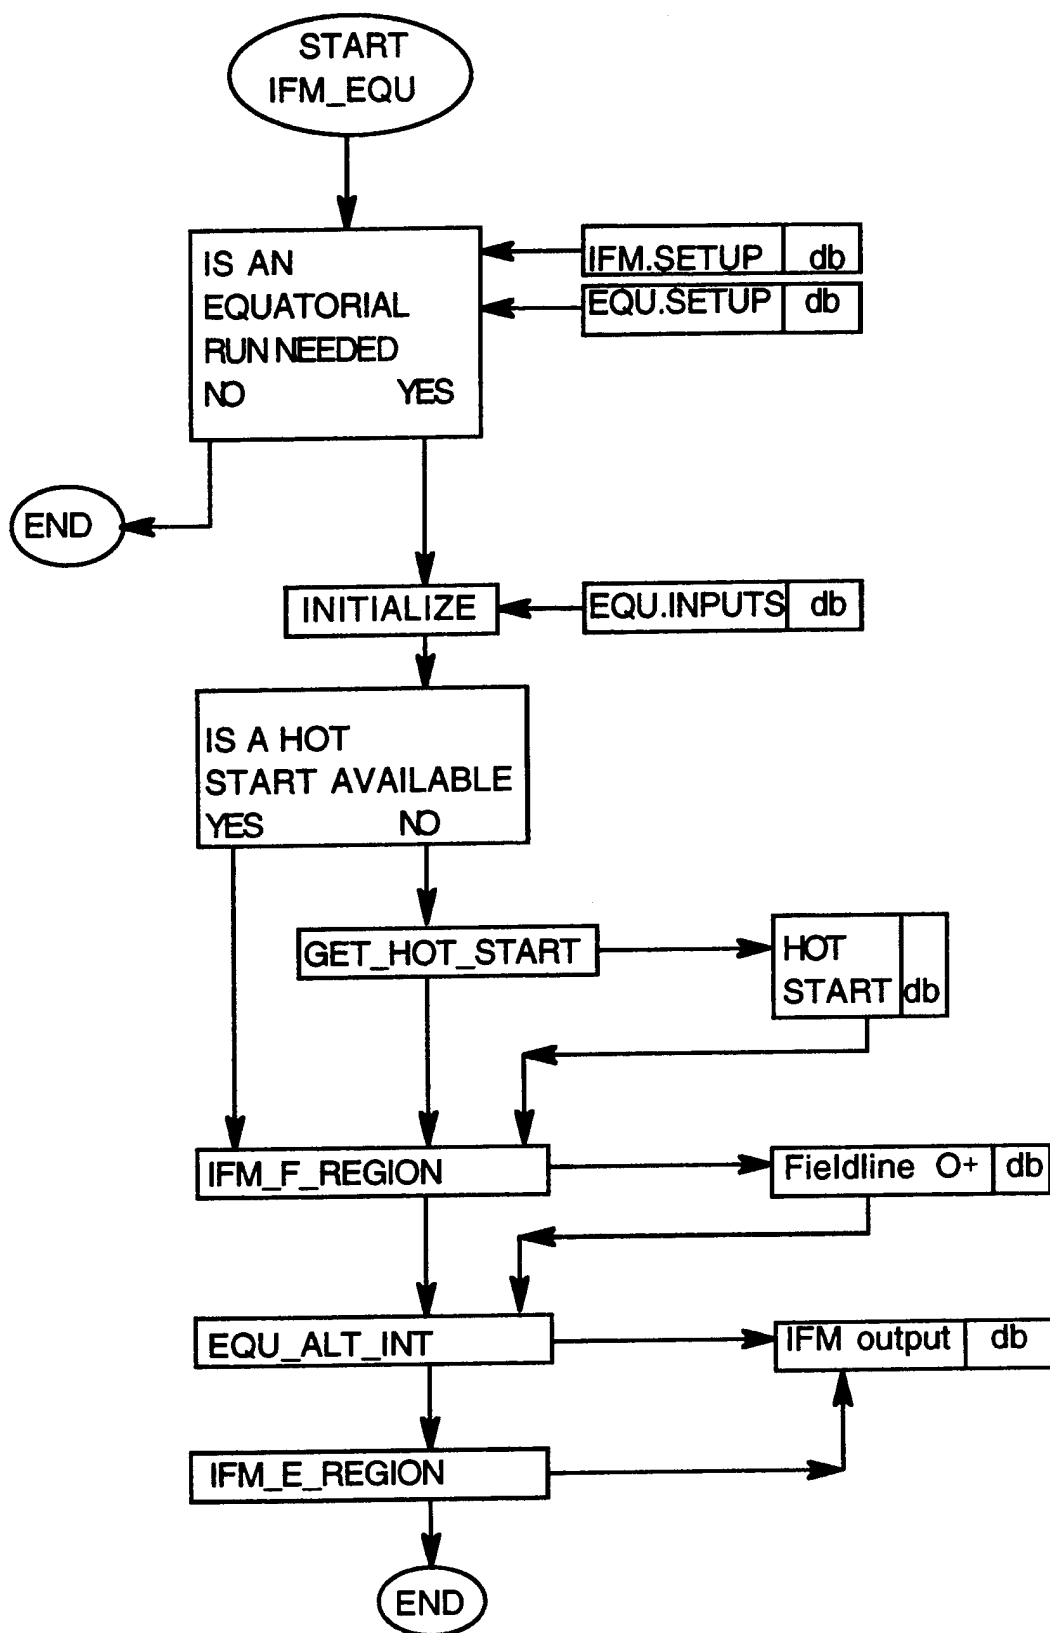 START
IFM_EQU
IS AN
EQUATORIAL
RUN NEEDED
NO YES
IFM.SETUP db
EQU.SETUP db
END
INITIALIZE
EQU.INPUTS db
IS A HOT
START AVAILABLE
YES NO
GET_HOT_START
HOT
START db
IFM_F_REGION
Fieldline O+ db
EQU_ALT_INT
IFM output db
IFM_E_REGION
END